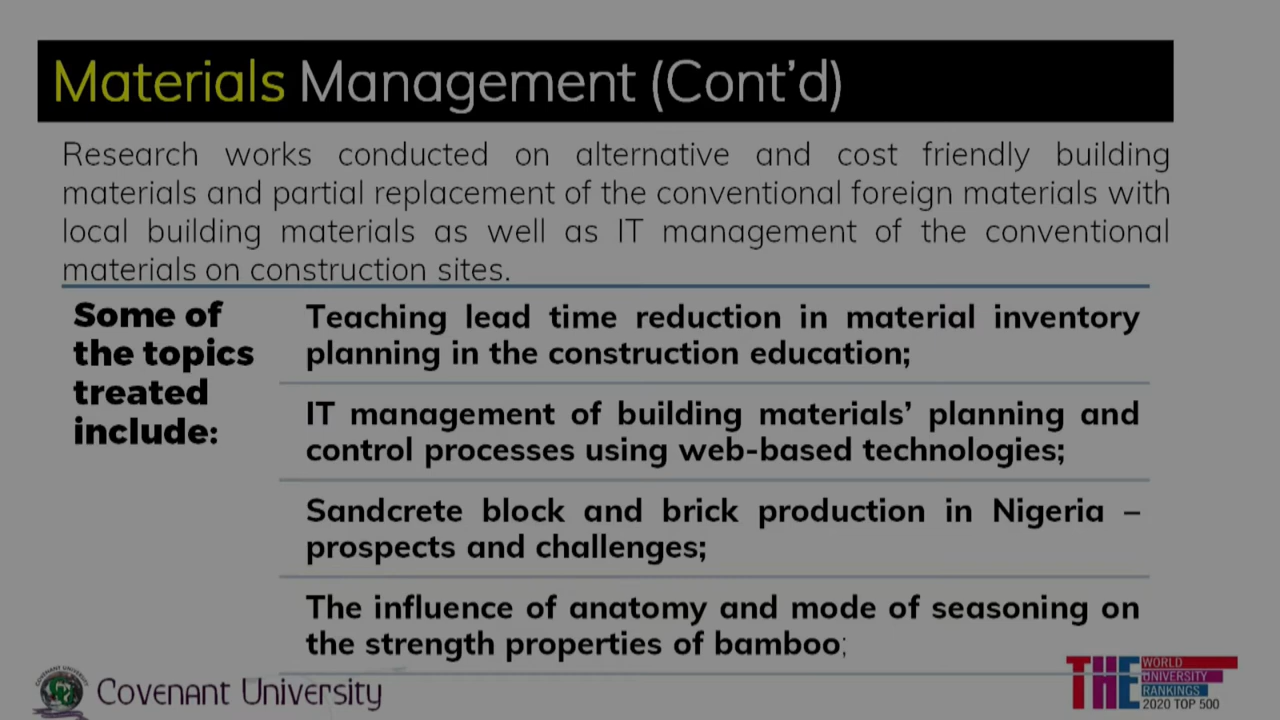 Materials Management (Cont’d)
Research works conducted on alternative and cost friendly building
materials and partial replacement of the conventional foreign materials with
local building materials as well as IT management of the conventional
materials on construction sites.
Some of
the topics
treated
include:
Teaching lead time reduction in material inventory
planning in the construction education;
IT management of building materials’ planning and
control processes using web-based technologies;
Sandcrete block and brick production in Nigeria –
prospects and challenges;
The influence of anatomy and mode of seasoning on
the strength properties of bamboo;
Covenant University
THE
WORLD
UNIVERSITY
RANKINGS
2020 TOP 500